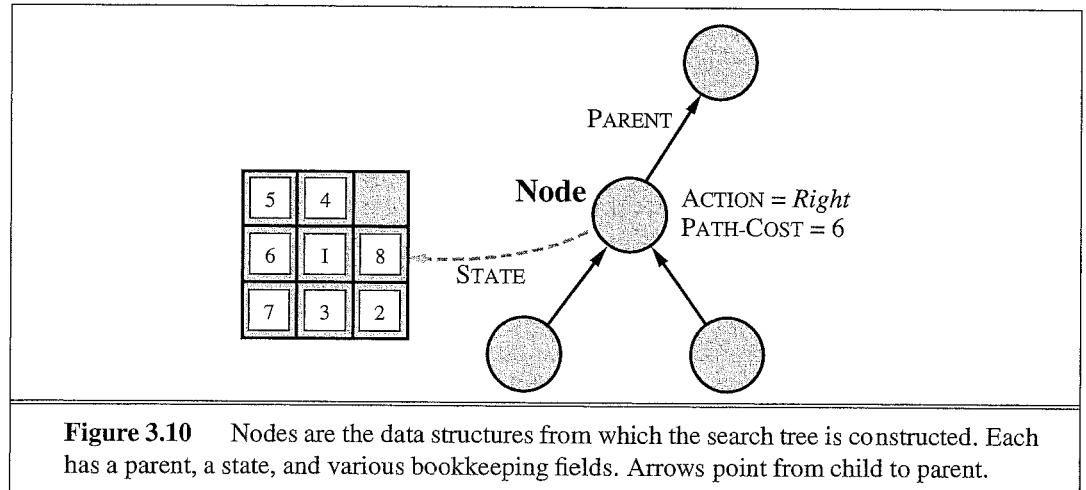 PARENT
Node
ACTION = Right
PATH-COST = 6
5 4
6 1 8
STATE
7 3 2
Figure 3.10 Nodes are the data structures from which the search tree is constructed. Each
has a parent, a state, and various bookkeeping fields. Arrows point from child to parent.